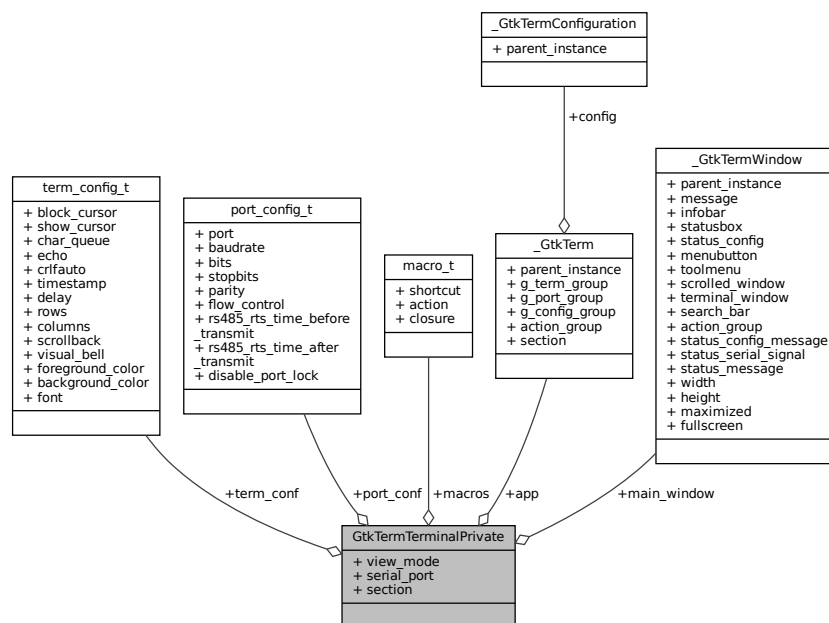 _GtkTermConfiguration
+ parent_instance
+config
term_config_t
+ block_cursor
+ show_cursor
+ char_queue
+ echo
+ crlfauto
+ timestamp
+ delay
+ rows
+ columns
+ scrollback
+ visual_bell
+ foreground_color
+ background_color
+ font
port_config_t
+ port
+ baudrate
+ bits
+ stopbits
+ parity
+ flow_control
+ rs485_rts_time_before
_transmit
+ rs485_rts_time_after
_transmit
+ disable_port_lock
macro_t
+ shortcut
+ action
+ closure
_GtkTerm
+ parent_instance
+ g_term_group
+ g_port_group
+ g_config_group
+ action_group
+ section
_GtkTermWindow
+ parent_instance
+ message
+ infobar
+ statusbox
+ status_config
+ menubutton
+ toolmenu
+ scrolled_window
+ terminal_window
+ search_bar
+ action_group
+ status_config_message
+ status_serial_signal
+ status_message
+ width
+ height
+ maximized
+ fullscreen
+term_conf
+port_conf
+macros
+app
+main_window
GtkTermTerminalPrivate
+ view_mode
+ serial_port
+ section